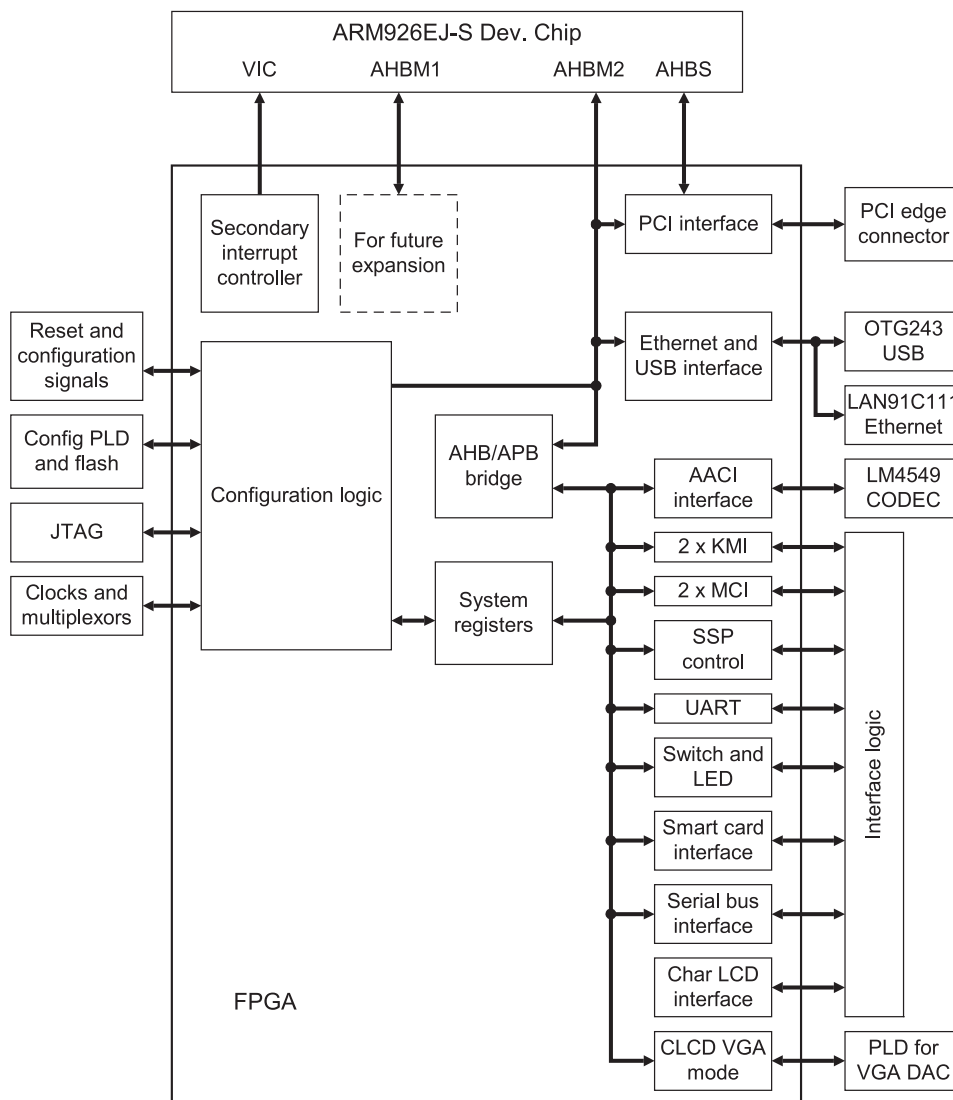 ARM926EJ-S Dev. Chip
VIC
AHBM1
AHBM2
AHBS
Secondary
interrupt
controller
For future
expansion
PCI interface
PCI edge
connector
Reset and
configuration
signals
Ethernet and
USB interface
OTG243
USB
LAN91C111
Ethernet
Config PLD
and flash
Configuration logic
AHB/APB
bridge
AACI
interface
LM4549
CODEC
JTAG
2 x KMI
Clocks and
multiplexors
System
registers
2 x MCI
SSP
control
UART
Switch and
LED
Interface logic
Smart card
interface
Serial bus
interface
Char LCD
interface
FPGA
CLCD VGA
mode
PLD for
VGA DAC